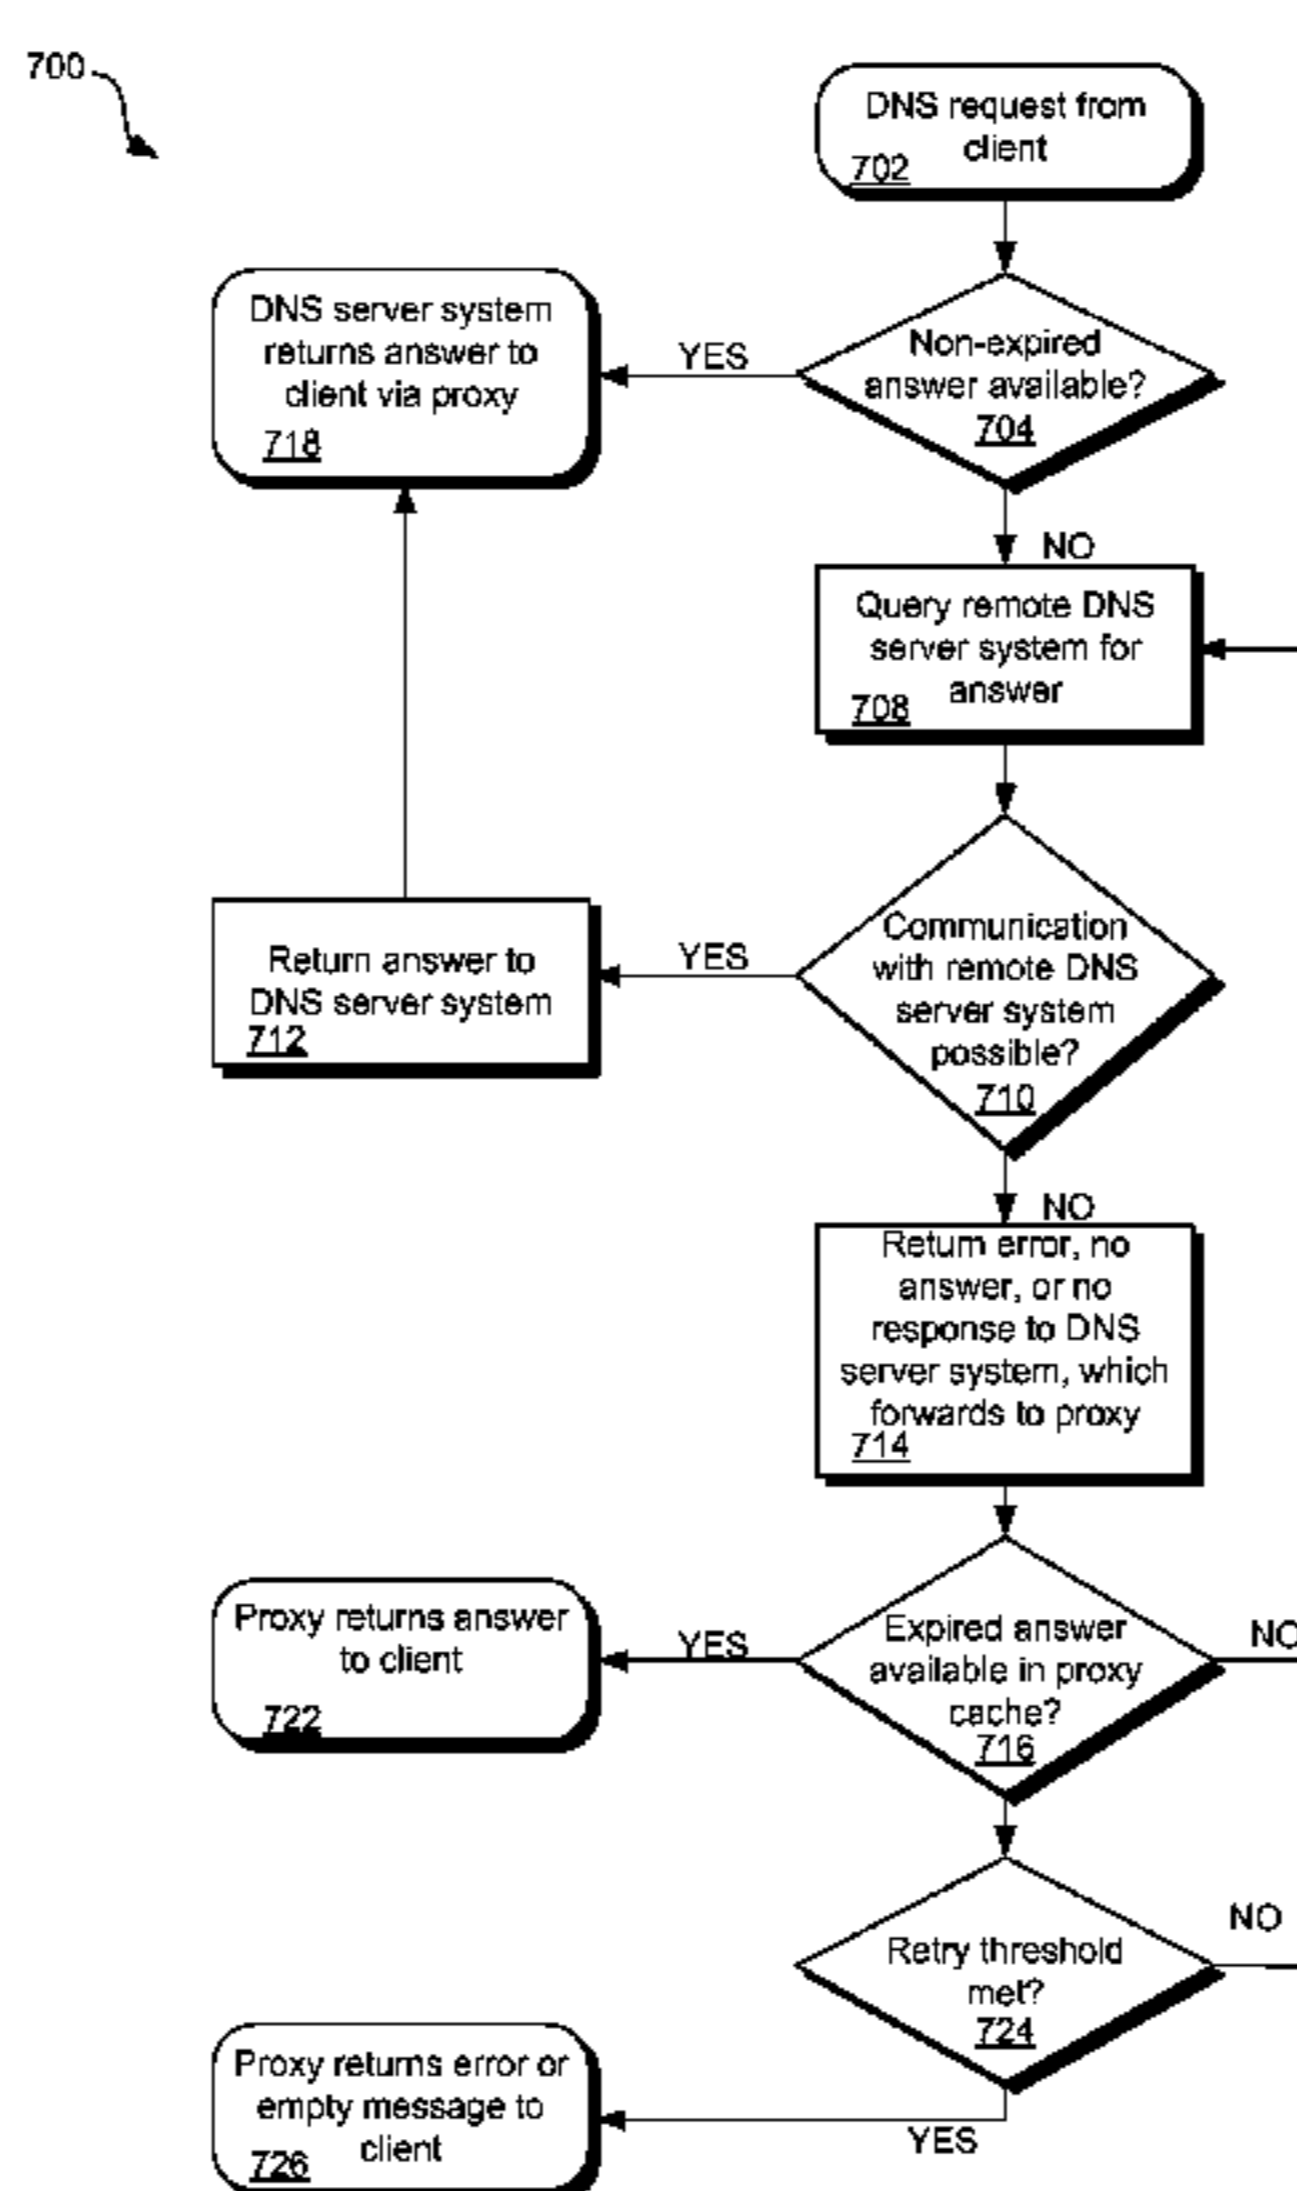 700
DNS request from
client
702
DNS server system
returns answer to
client via proxy
718
YES
Non-expired
answer available?
704
NO
Query remote DNS
server system for
answer
708
Return answer to
DNS server system
712
YES
Communication
with remote DNS
server system
possible?
710
NO
Return error, no
answer, or no
response to DNS
server system, which
forwards to proxy
714
Proxy returns answer
to client
722
YES
Expired answer
available in proxy
cache?
716
NO
Retry threshold
met?
724
NO
Proxy returns error or
empty message to
client
726
YES